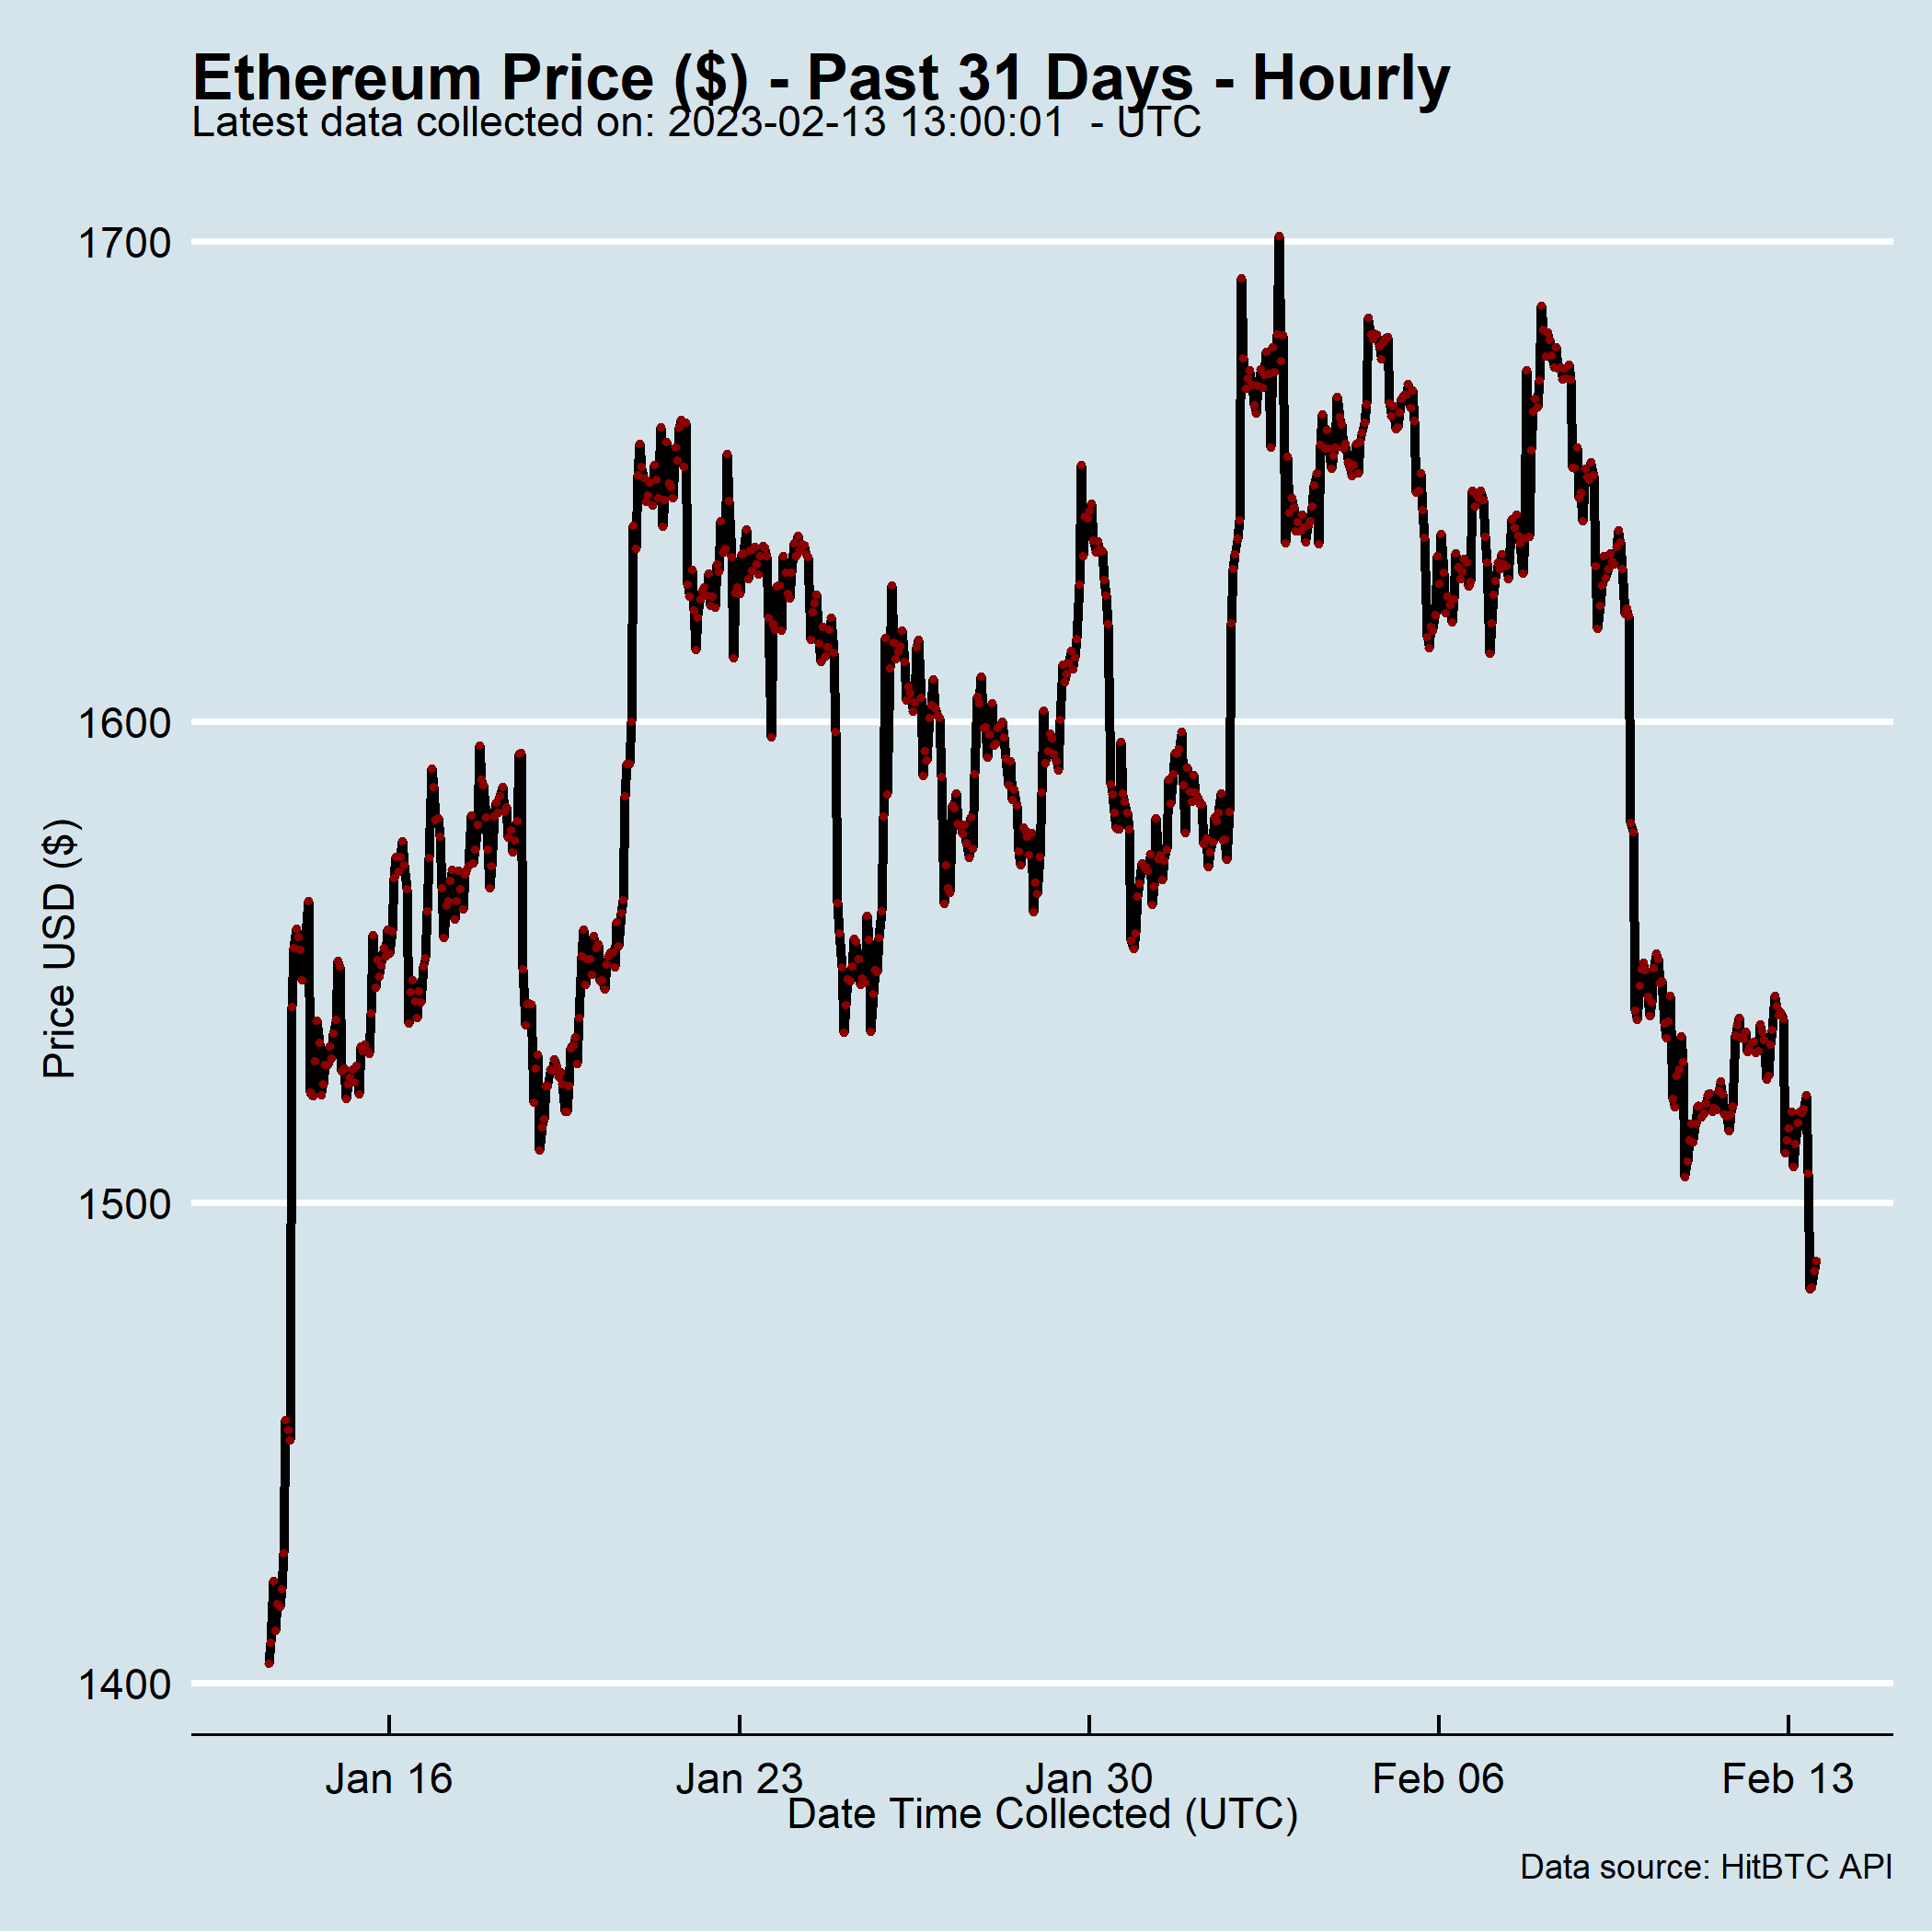 Ethereum Price ($) - Past 31 Days - Hourly
Latest data collected on: 2023-02-13 13:00:01  - UTC
1700
1600
1500
1400
Price USD ($)
Jan 16
Jan 23
Jan 30
Feb 06
Feb 13
Date Time Collected (UTC)
Data source: HitBTC API